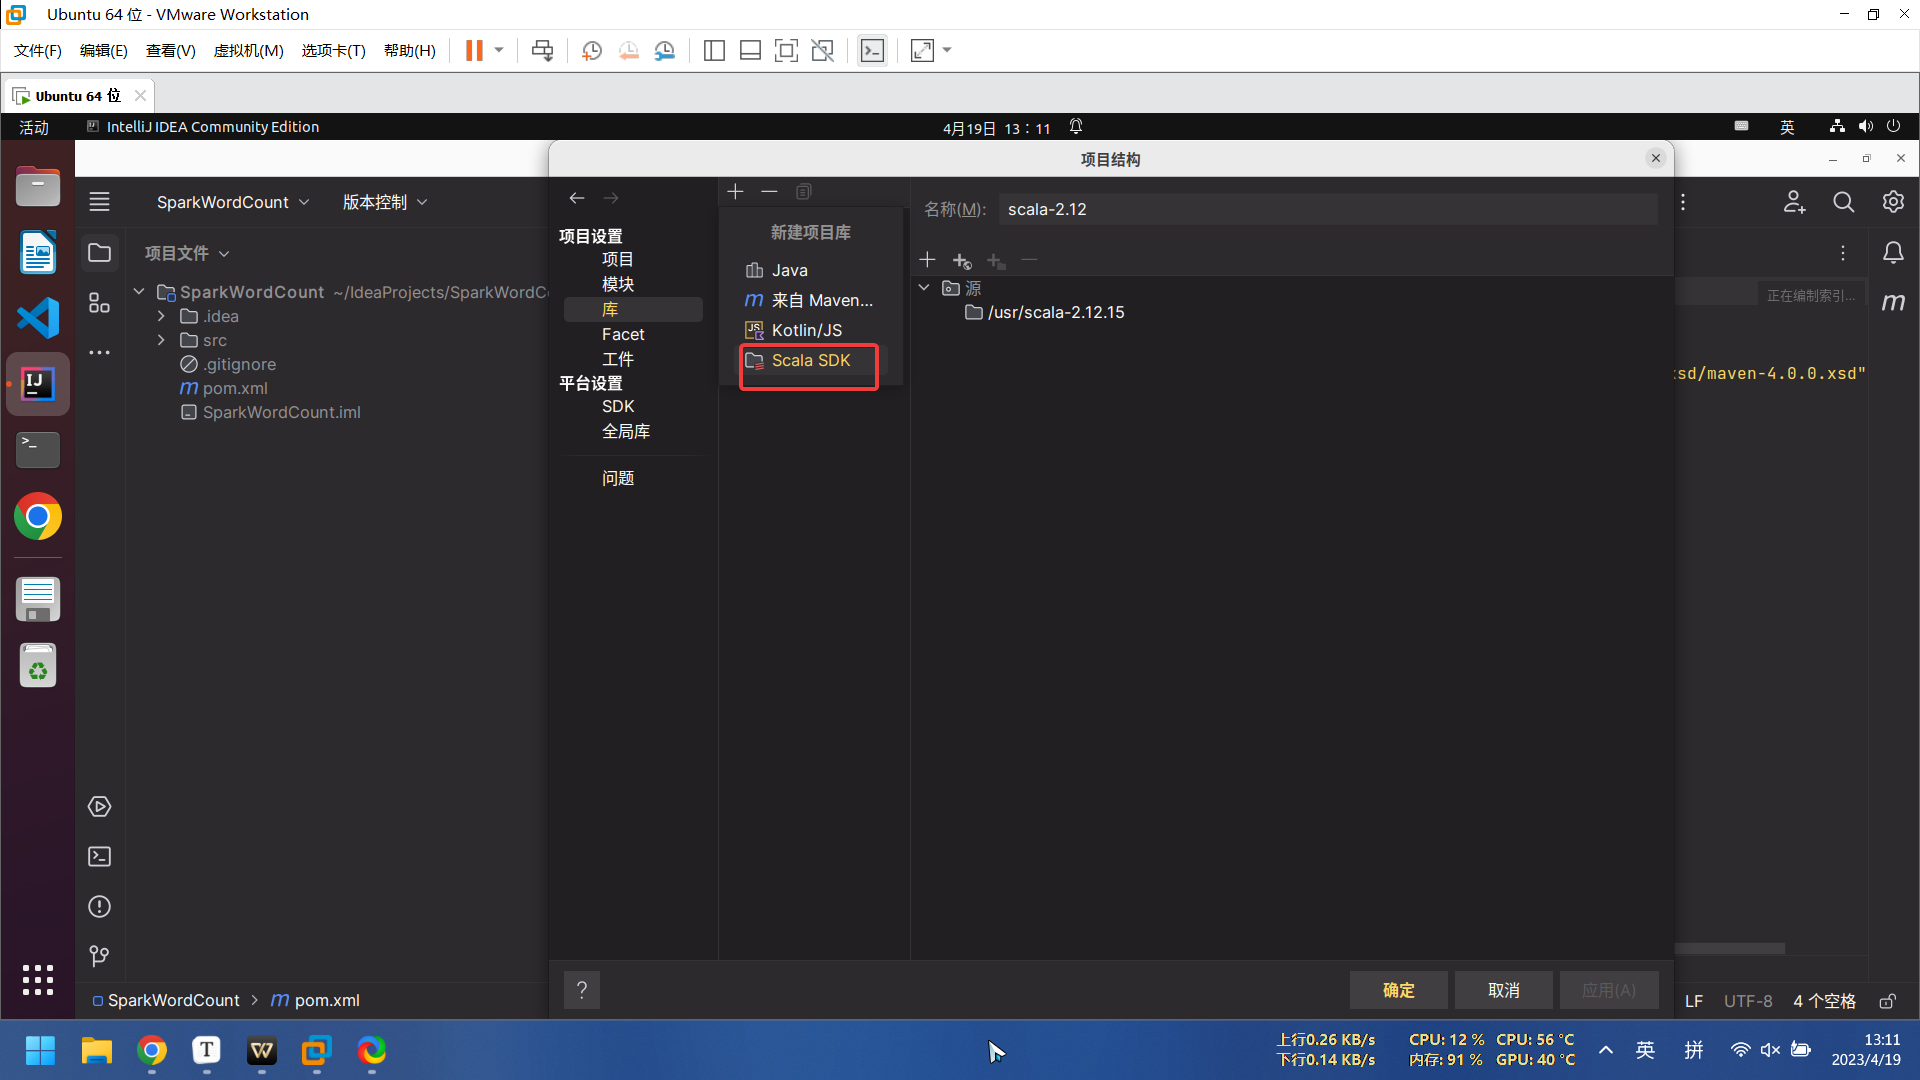 Ubuntu 64 位 - VMware Workstation
文件(F) 编辑(E) 查看(V) 虚拟机(M) 选项卡(T) 帮助(H)
Ubuntu 64 位
活动 IntelliJ IDEA Community Edition 4月19日 13：11 英
项目结构
SparkWordCount 版本控制
项目文件
SparkWordCount ~/IdeaProjects/SparkWordC
.idea
src
.gitignore
pom.xml
SparkWordCount.iml
项目设置
项目
模块
库
Facet
工件
平台设置
SDK
全局库
问题
新建项目库
Java
来自 Maven...
Kotlin/JS
Scala SDK
名称(M): scala-2.12
源
/usr/scala-2.12.15
正在编制索引...
xsd/maven-4.0.0.xsd"
?
确定 取消 应用(A)
SparkWordCount > pom.xml
LF UTF-8 4 个空格
上行0.26 KB/s CPU: 12 % CPU: 56 °C
下行0.14 KB/s 内存: 91 % GPU: 40 °C
英 拼
13:11
2023/4/19